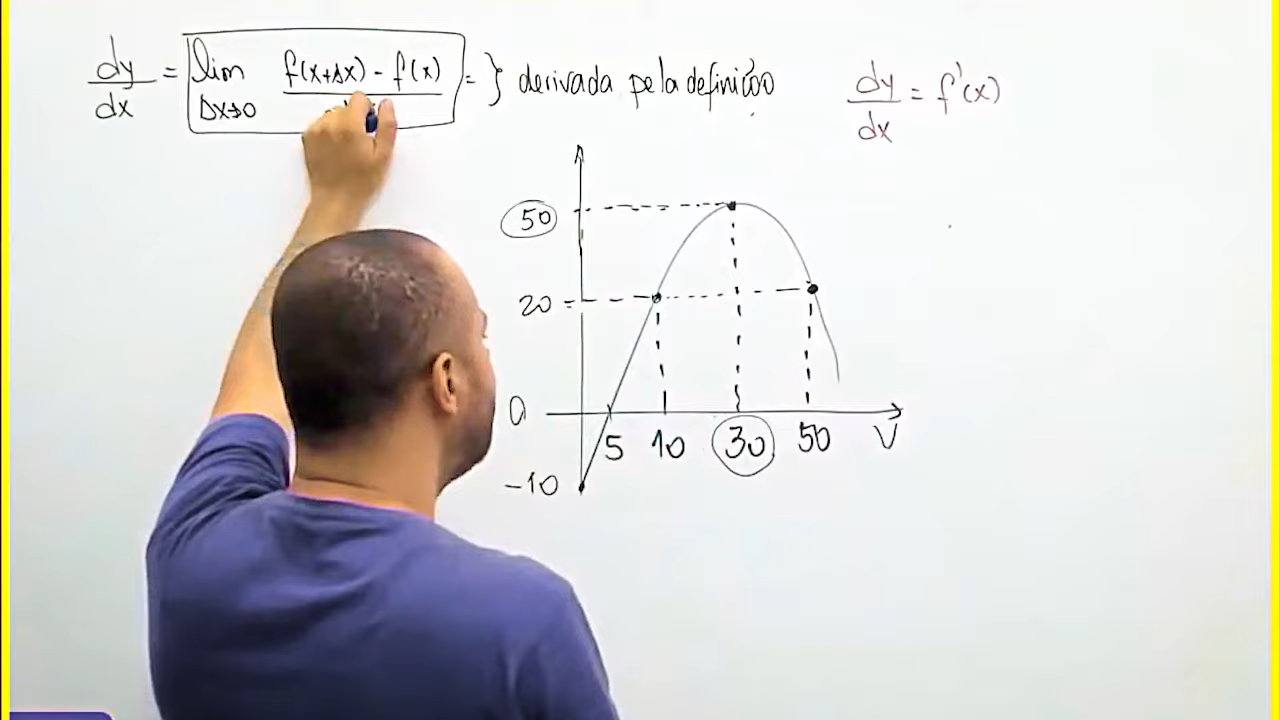 dy/dx = lim Δx→0 f(x+Δx) - f(x) = } derivada pela definição
dy/dx = f'(x)
50
20
0
5 10 30 50 V
-10